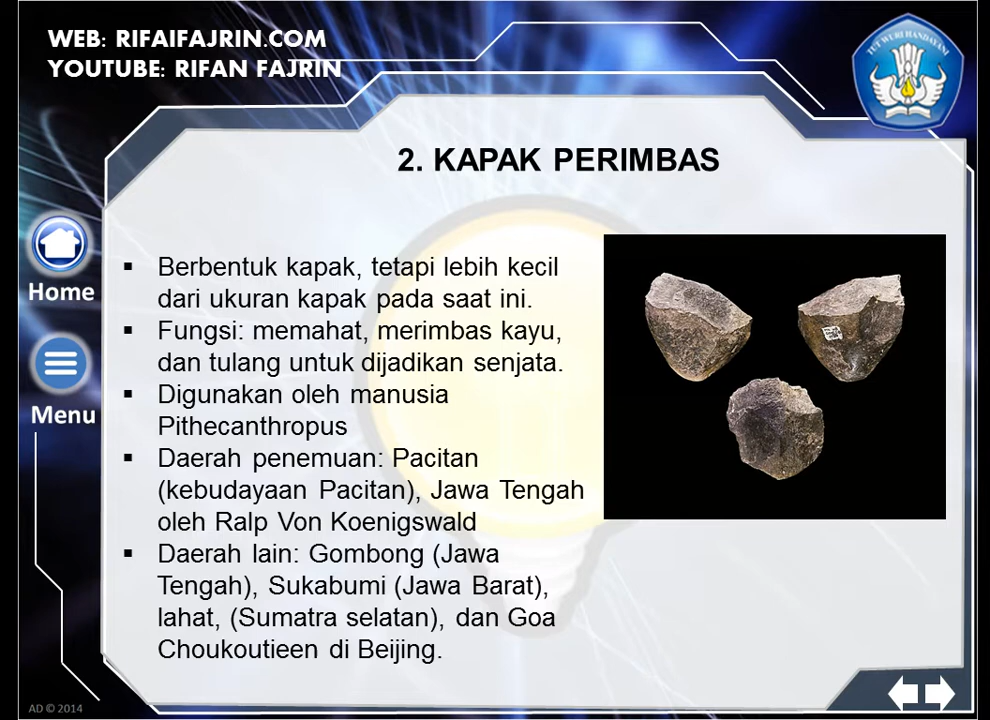 WEB: RIFAIFAJRIN.COM
YOUTUBE: RIFAN FAJRIN
TUT WURI HANDAYANI
2. KAPAK PERIMBAS
▪ Berbentuk kapak, tetapi lebih kecil
dari ukuran kapak pada saat ini.
▪ Fungsi: memahat, merimbas kayu,
dan tulang untuk dijadikan senjata.
▪ Digunakan oleh manusia
Pithecanthropus
▪ Daerah penemuan: Pacitan
(kebudayaan Pacitan), Jawa Tengah
oleh Ralp Von Koenigswald
▪ Daerah lain: Gombong (Jawa
Tengah), Sukabumi (Jawa Barat),
lahat, (Sumatra selatan), dan Goa
Choukoutieen di Beijing.
Home
Menu
AD © 2014